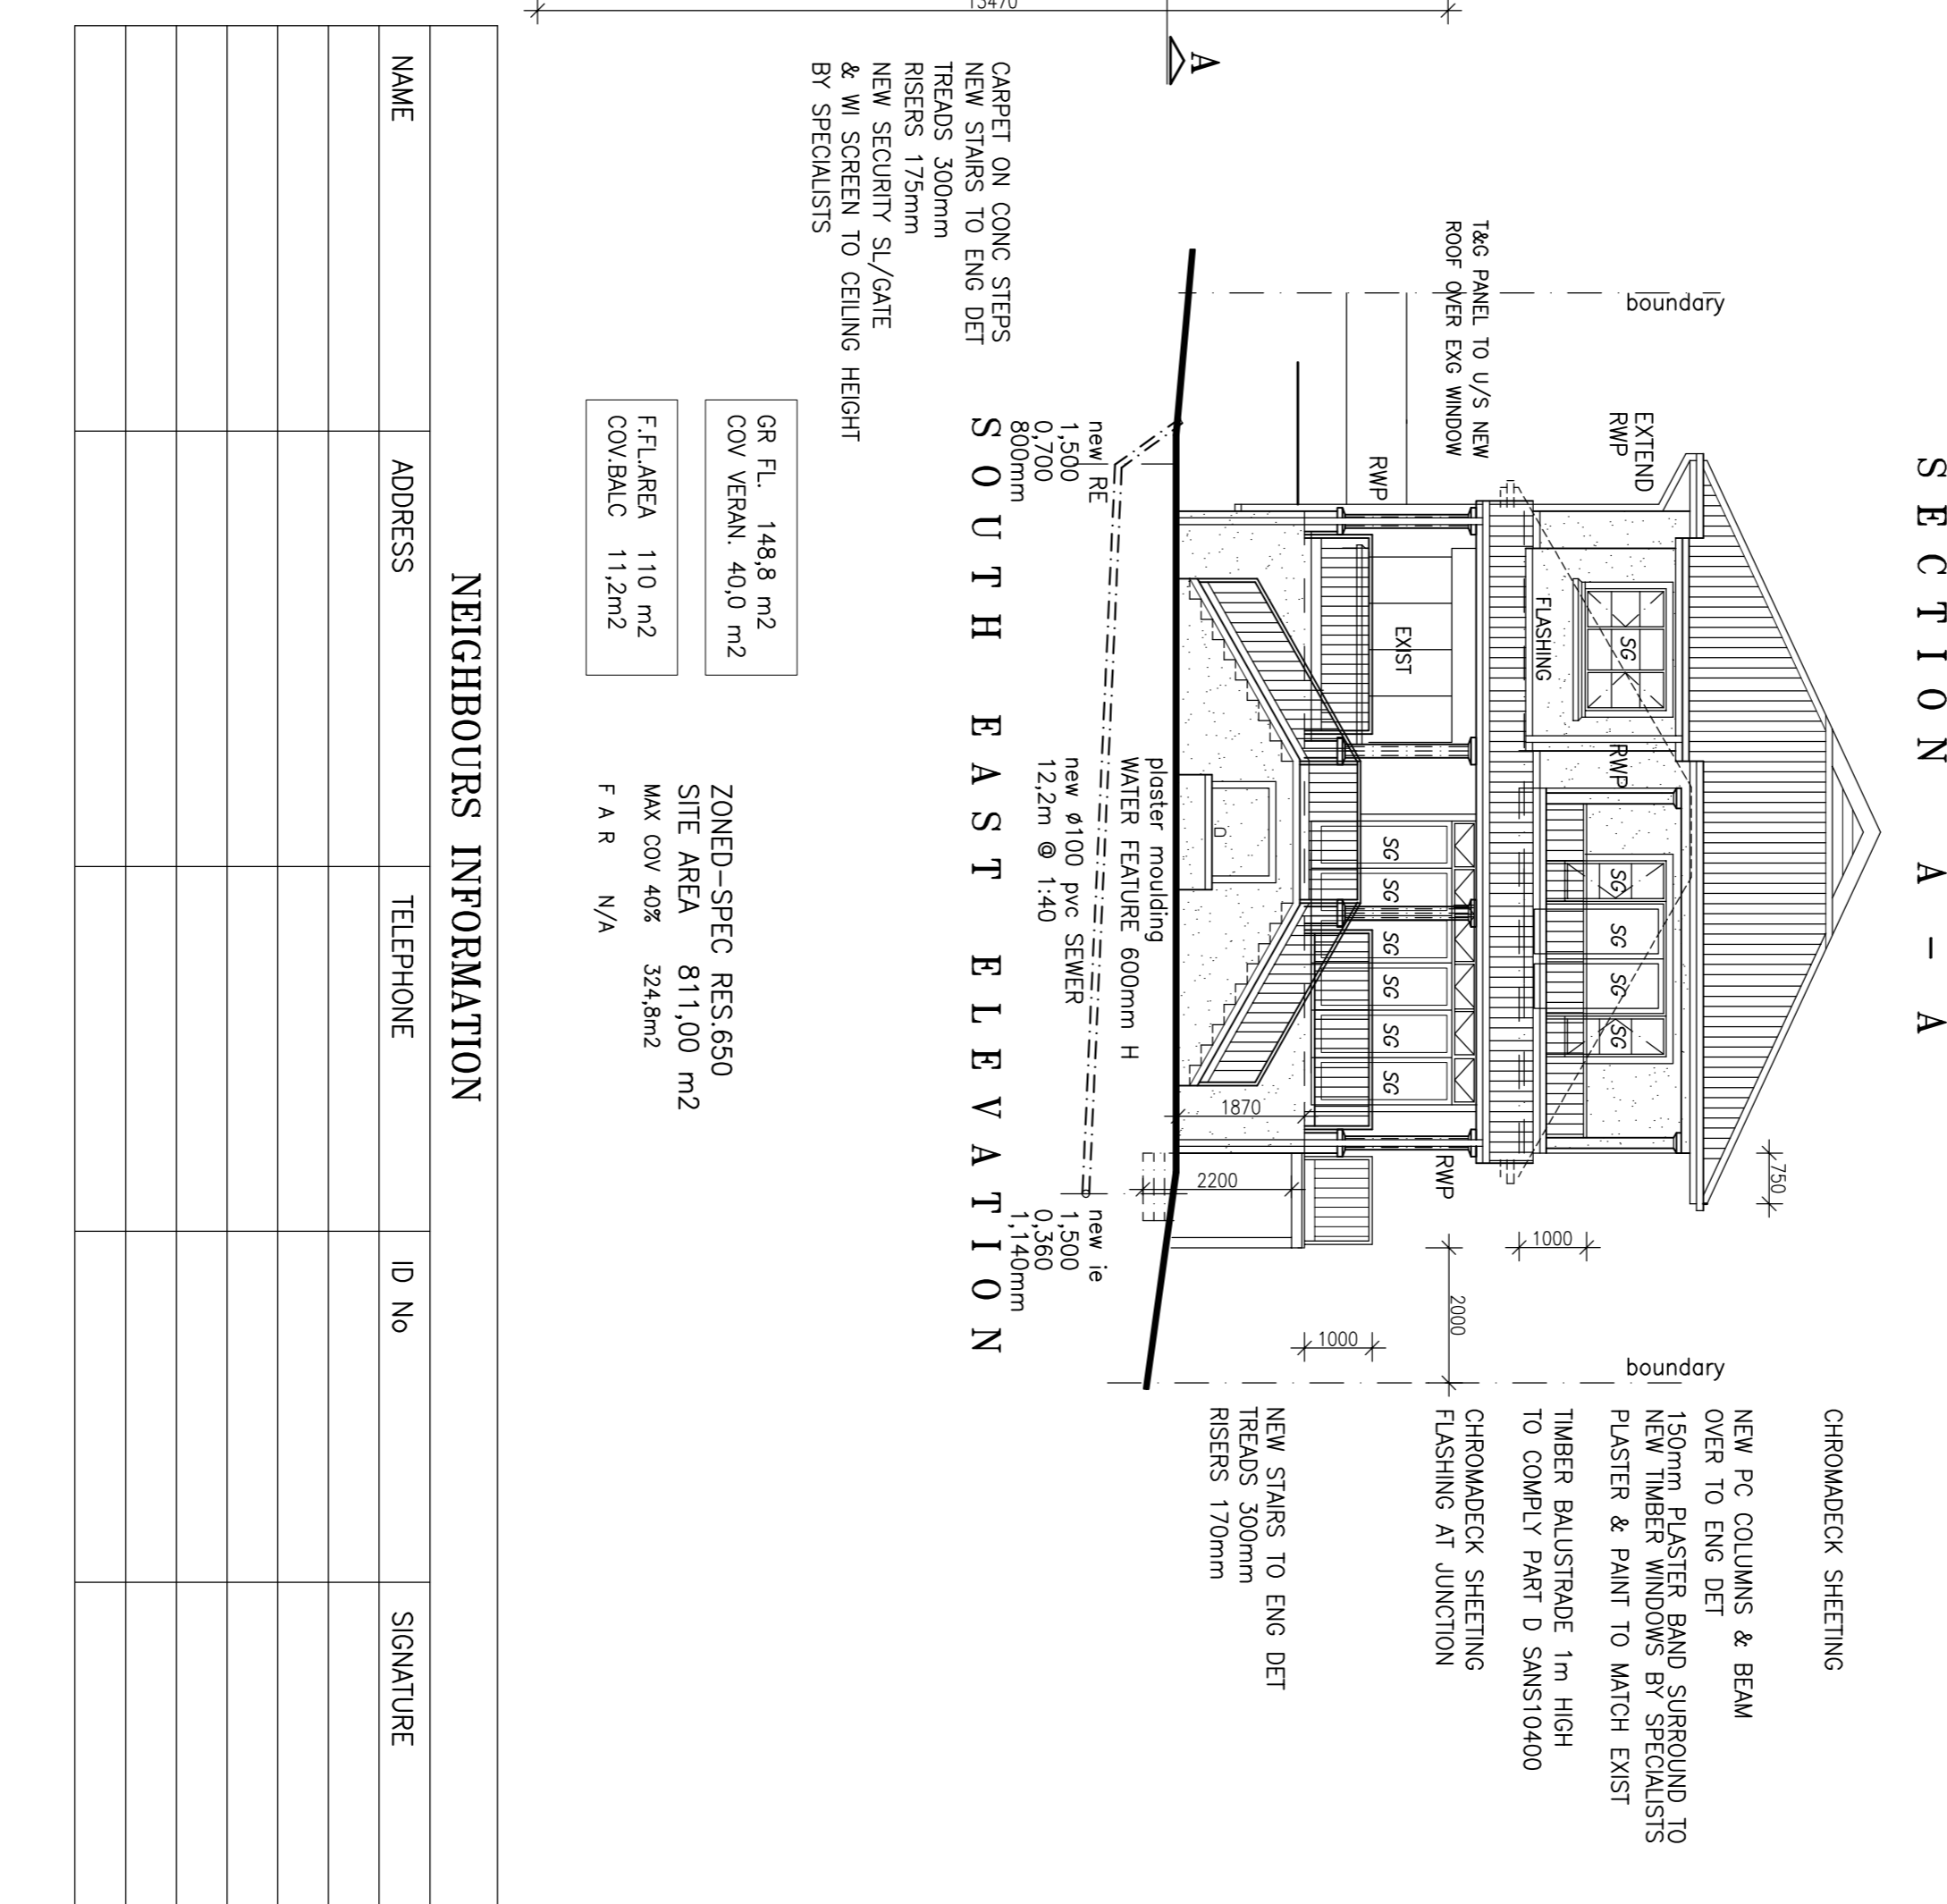 SECTION A-A
CHROMADECK SHEETING
NEW PC COLUMNS & BEAM
OVER TO ENG DET
150mm PLASTER BAND SURROUND TO
NEW TIMBER WINDOWS BY SPECIALISTS
PLASTER & PAINT TO MATCH EXIST
TIMBER BALUSTRADE 1m HIGH
TO COMPLY PART D SANS10400
CHROMADECK SHEETING
FLASHING AT JUNCTION
NEW STAIRS TO ENG DET
TREADS 300mm
RISERS 170mm
boundary
boundary
750
1000
2000
1000
EXTEND
RWP
T&G PANEL TO U/S NEW
ROOF OVER EXG WINDOW
RWP
SG
RWP
SG
SG
SG
SG
FLASHING
EXIST
SG
SG
SG
SG
SG
SG
RWP
1870
2200
A
13470
CARPET ON CONC STEPS
NEW STAIRS TO ENG DET
TREADS 300mm
RISERS 175mm
NEW SECURITY SL/GATE
& WI SCREEN TO CEILING HEIGHT
BY SPECIALISTS
plaster moulding
WATER FEATURE 600mm H
new RE
1,500
0,700
800mm
new ø100 pvc SEWER
12,2m @ 1:40
new ie
1,500
0,360
1,140mm
SOUTH EAST ELEVATION
GR FL. 148,8 m2
COV VERAN. 40,0 m2
F.FL.AREA 110 m2
COV.BALC 11,2m2
ZONED-SPEC RES.650
SITE AREA 811,00 m2
MAX COV 40% 324,8m2
F A R N/A
NEIGHBOURS INFORMATION
NAME ADDRESS TELEPHONE ID No SIGNATURE